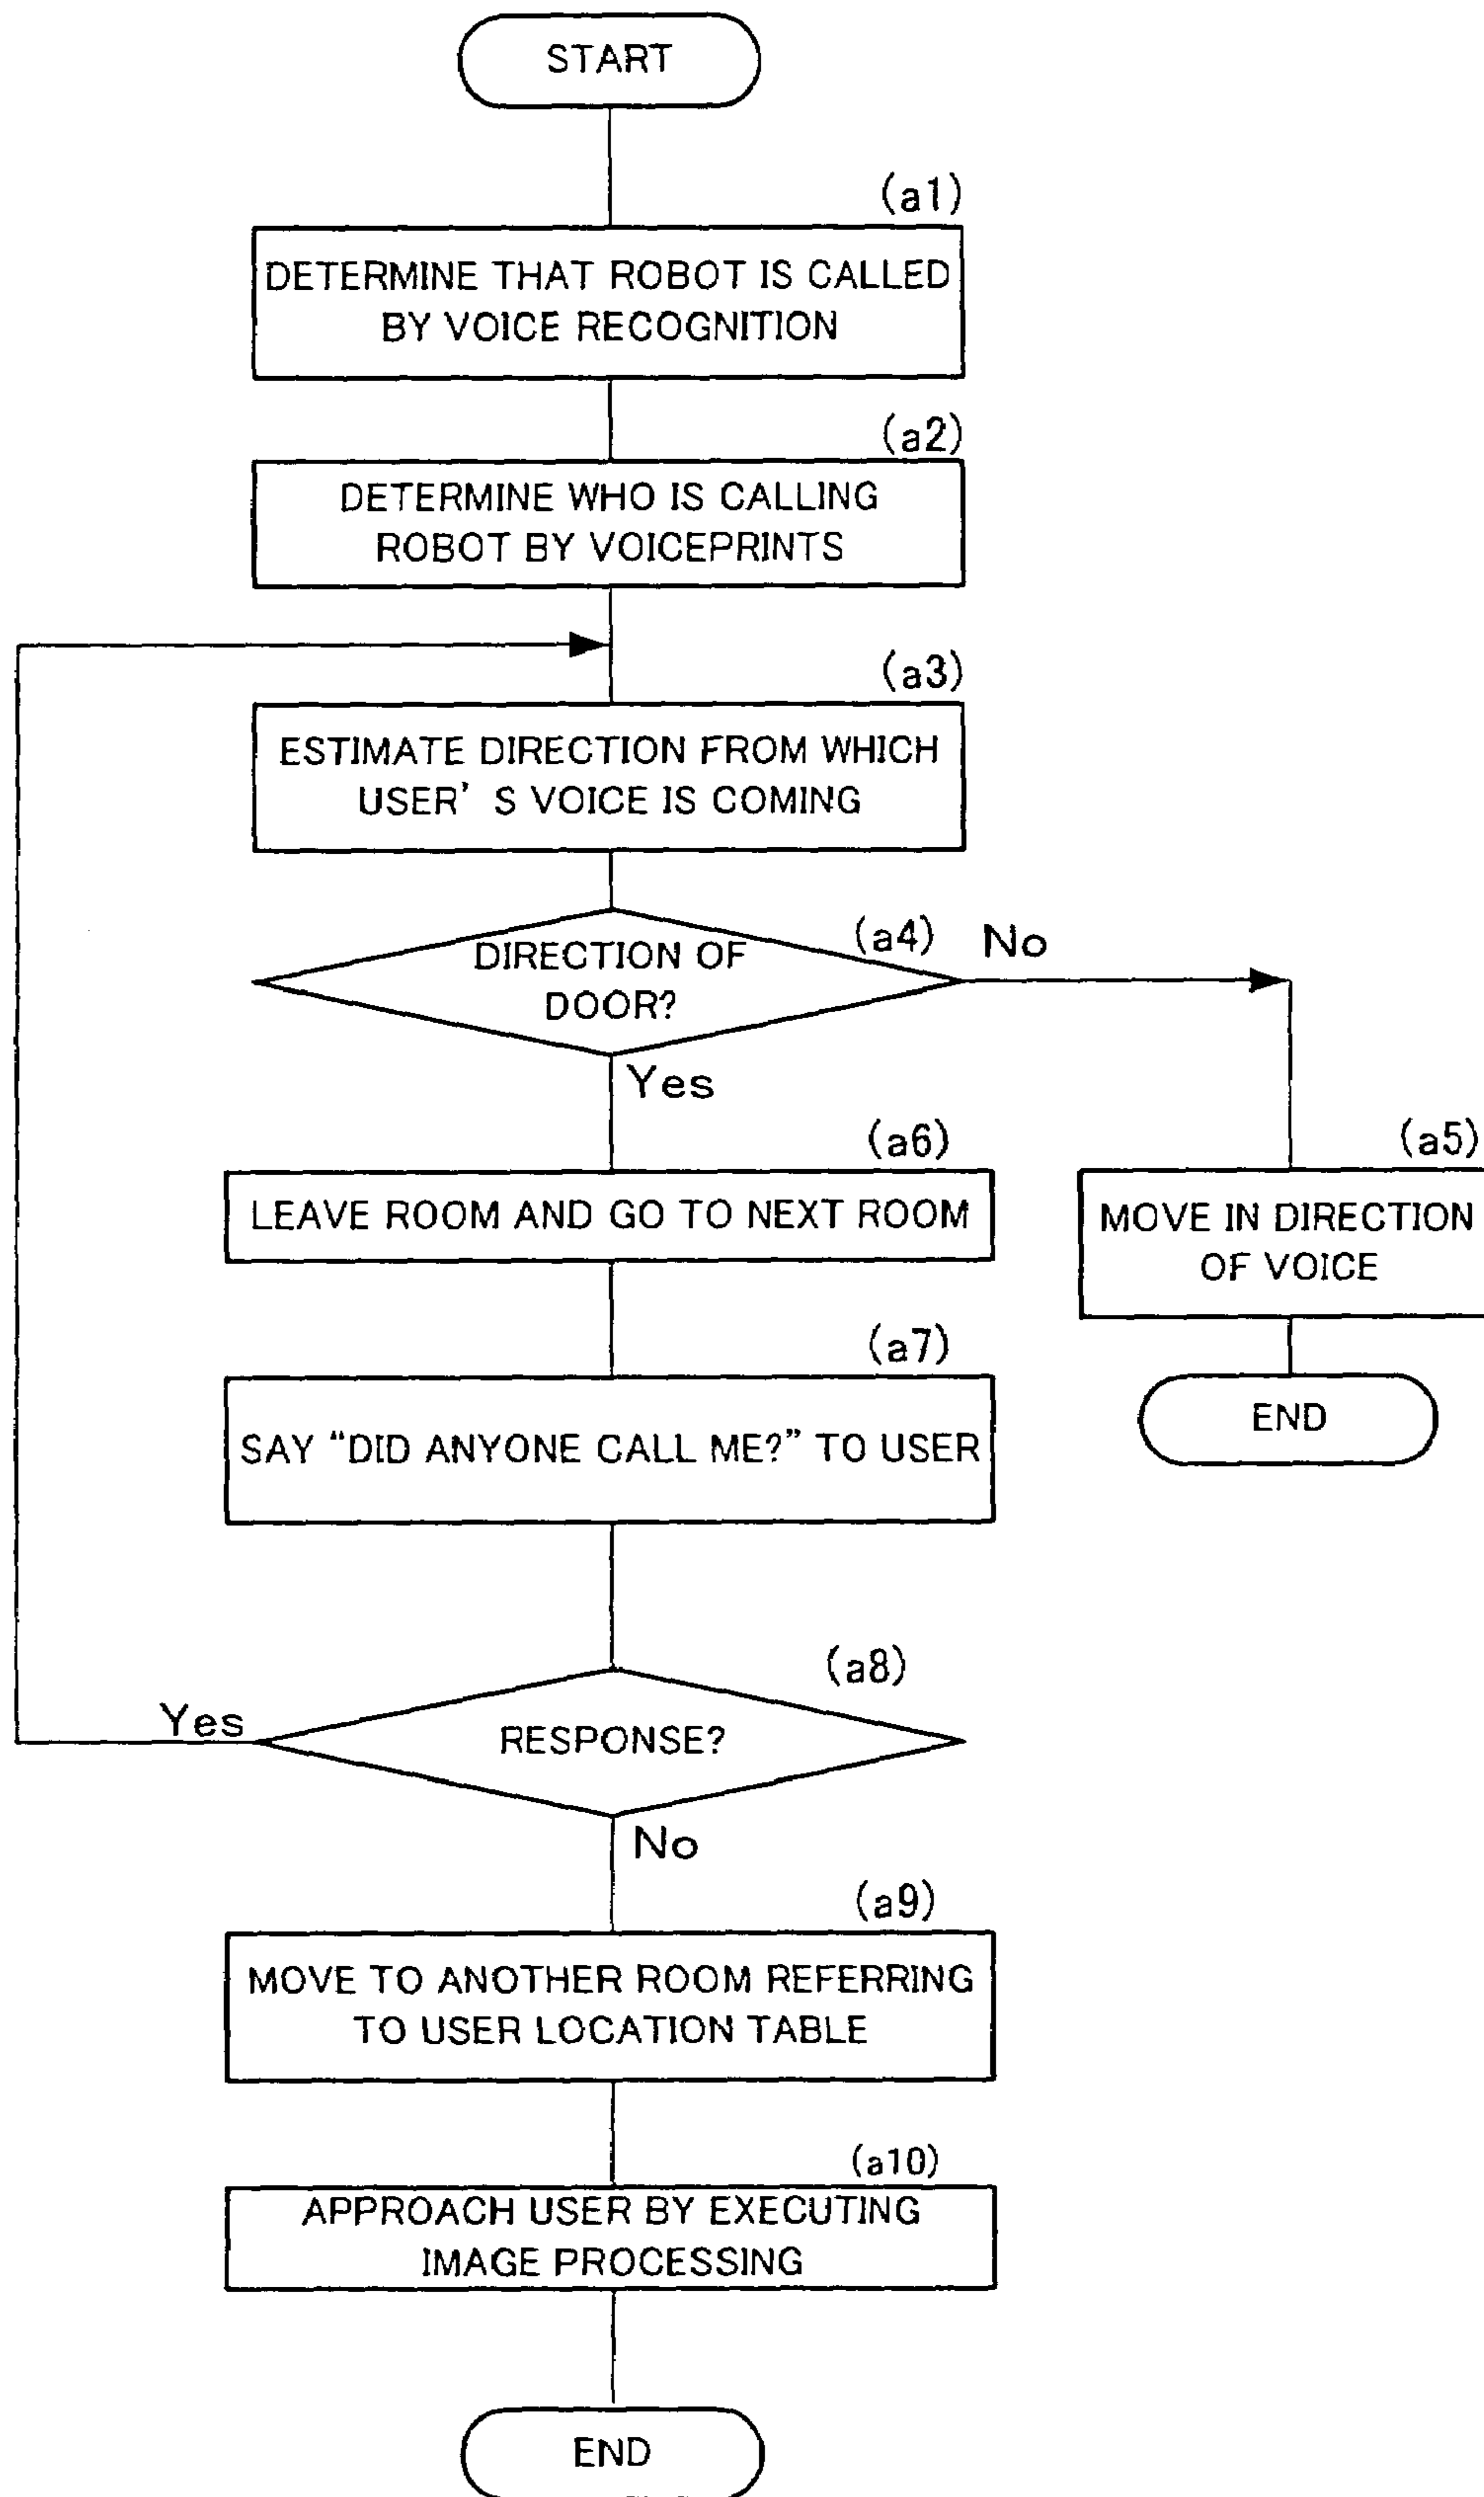 START
(a1)
DETERMINE THAT ROBOT IS CALLED
BY VOICE RECOGNITION
(a2)
DETERMINE WHO IS CALLING
ROBOT BY VOICEPRINTS
(a3)
ESTIMATE DIRECTION FROM WHICH
USER’ S VOICE IS COMING
(a4)
No
DIRECTION OF
DOOR?
Yes
(a6)
LEAVE ROOM AND GO TO NEXT ROOM
(a5)
MOVE IN DIRECTION
OF VOICE
END
(a7)
SAY “DID ANYONE CALL ME?” TO USER
(a8)
Yes
RESPONSE?
No
(a9)
MOVE TO ANOTHER ROOM REFERRING
TO USER LOCATION TABLE
(a10)
APPROACH USER BY EXECUTING
IMAGE PROCESSING
END